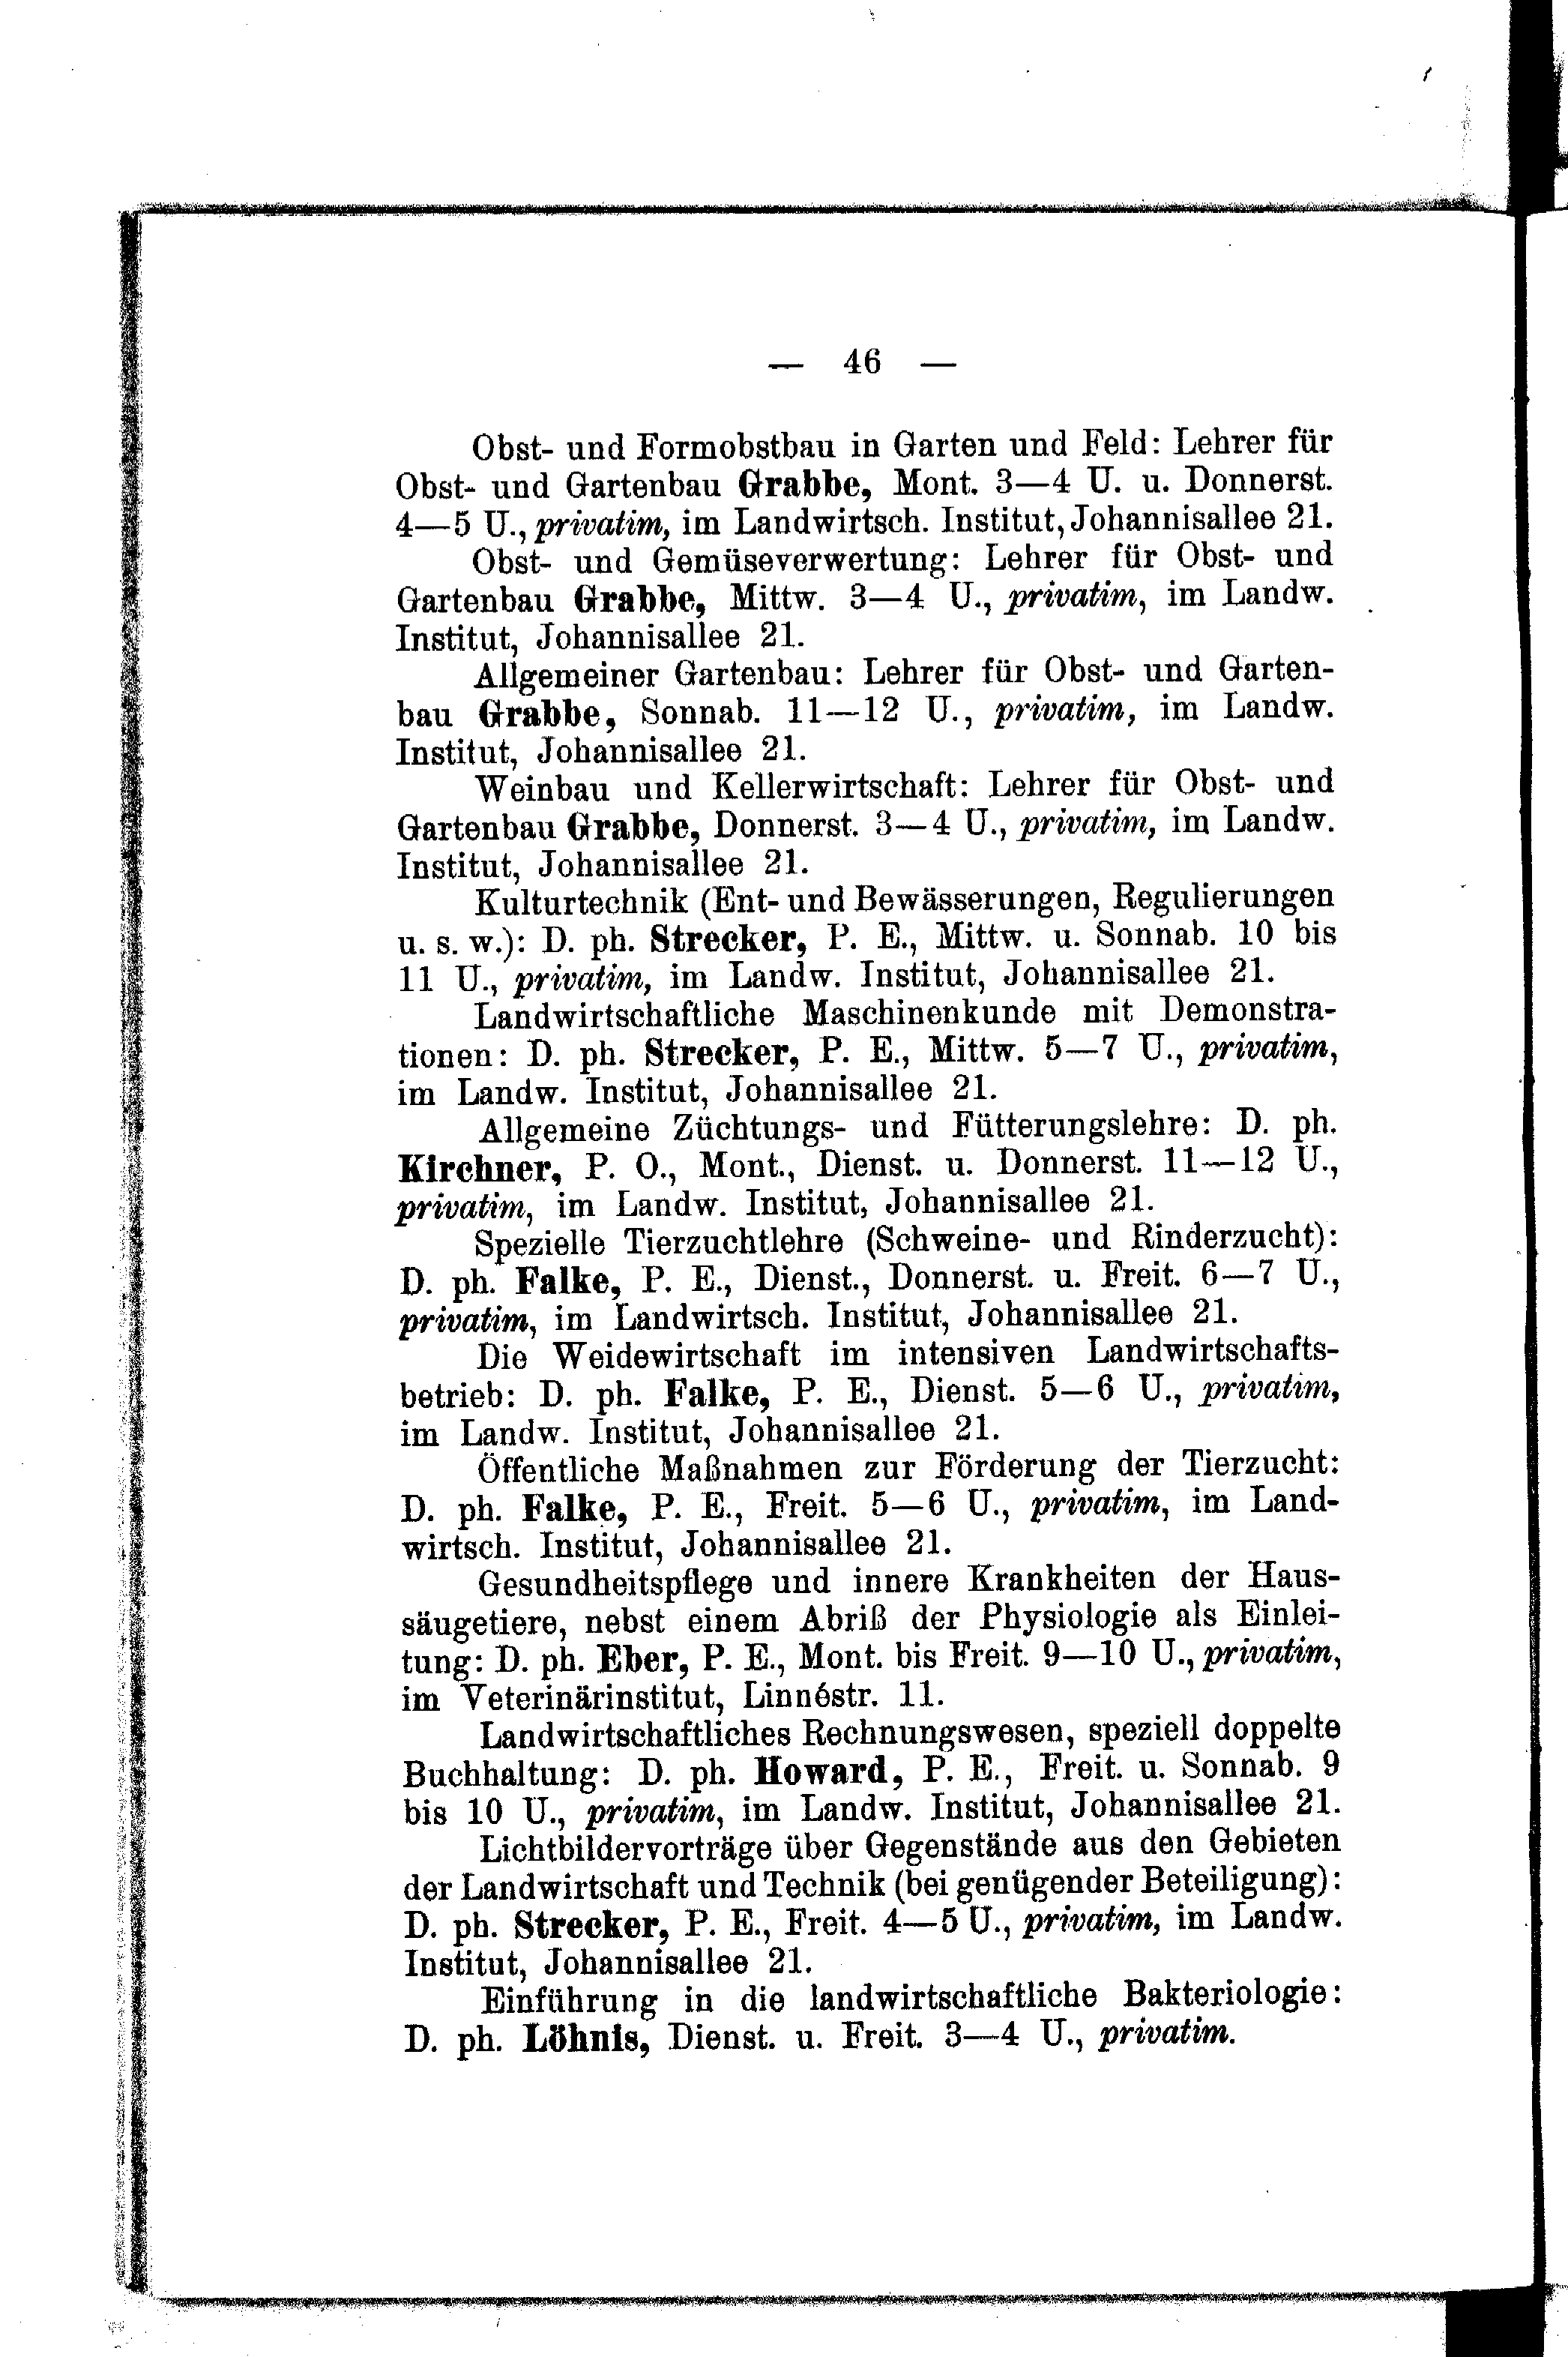 — 46 —
Obst- und Formobstbau in Garten und Feld: Lehrer für
Obst- und Gartenbau Grabbe, Mont. 3—4 U. u. Donnerst.
4—5 U., privatim, im Landwirtsch. Institut, Johannisallee 21.
Obst- und Gemüseverwertung: Lehrer für Obst- und
Gartenbau Grabbe, Mittw. 3—4 U., privatim, im Landw.
Institut, Johannisallee 21.
Allgemeiner Gartenbau: Lehrer für Obst- und Garten-
bau Grabbe, Sonnab. 11—12 U., privatim, im Landw.
Institut, Johannisallee 21.
Weinbau und Kellerwirtschaft: Lehrer für Obst- und
Gartenbau Grabbe, Donnerst. 3—4 U., privatim, im Landw.
Institut, Johannisallee 21.
Kulturtechnik (Ent- und Bewässerungen, Regulierungen
u. s. w.): D. ph. Strecker, P. E., Mittw. u. Sonnab. 10 bis
11 U., privatim, im Landw. Institut, Johannisallee 21.
Landwirtschaftliche Maschinenkunde mit Demonstra-
tionen: D. ph. Strecker, P. E., Mittw. 5—7 U., privatim,
im Landw. Institut, Johannisallee 21.
Allgemeine Züchtungs- und Fütterungslehre: D. ph.
Kirchner, P. O., Mont., Dienst. u. Donnerst. 11—12 U.,
privatim, im Landw. Institut, Johannisallee 21.
Spezielle Tierzuchtlehre (Schweine- und Rinderzucht):
D. ph. Falke, P. E., Dienst., Donnerst. u. Freit. 6—7 U.,
privatim, im Landwirtsch. Institut, Johannisallee 21.
Die Weidewirtschaft im intensiven Landwirtschafts-
betrieb: D. ph. Falke, P. E., Dienst. 5—6 U., privatim,
im Landw. Institut, Johannisallee 21.
Öffentliche Maßnahmen zur Förderung der Tierzucht:
D. ph. Falke, P. E., Freit. 5—6 U., privatim, im Land-
wirtsch. Institut, Johannisallee 21.
Gesundheitspflege und innere Krankheiten der Haus-
säugetiere, nebst einem Abriß der Physiologie als Einlei-
tung: D. ph. Eber, P. E., Mont. bis Freit. 9—10 U., privatim,
im Veterinärinstitut, Linnéstr. 11.
Landwirtschaftliches Rechnungswesen, speziell doppelte
Buchhaltung: D. ph. Howard, P. E., Freit. u. Sonnab. 9
bis 10 U., privatim, im Landw. Institut, Johannisallee 21.
Lichtbildervorträge über Gegenstände aus den Gebieten
der Landwirtschaft und Technik (bei genügender Beteiligung):
D. ph. Strecker, P. E., Freit. 4—5 U., privatim, im Landw.
Institut, Johannisallee 21.
Einführung in die landwirtschaftliche Bakteriologie:
D. ph. Löhnis, Dienst. u. Freit. 3—4 U., privatim.